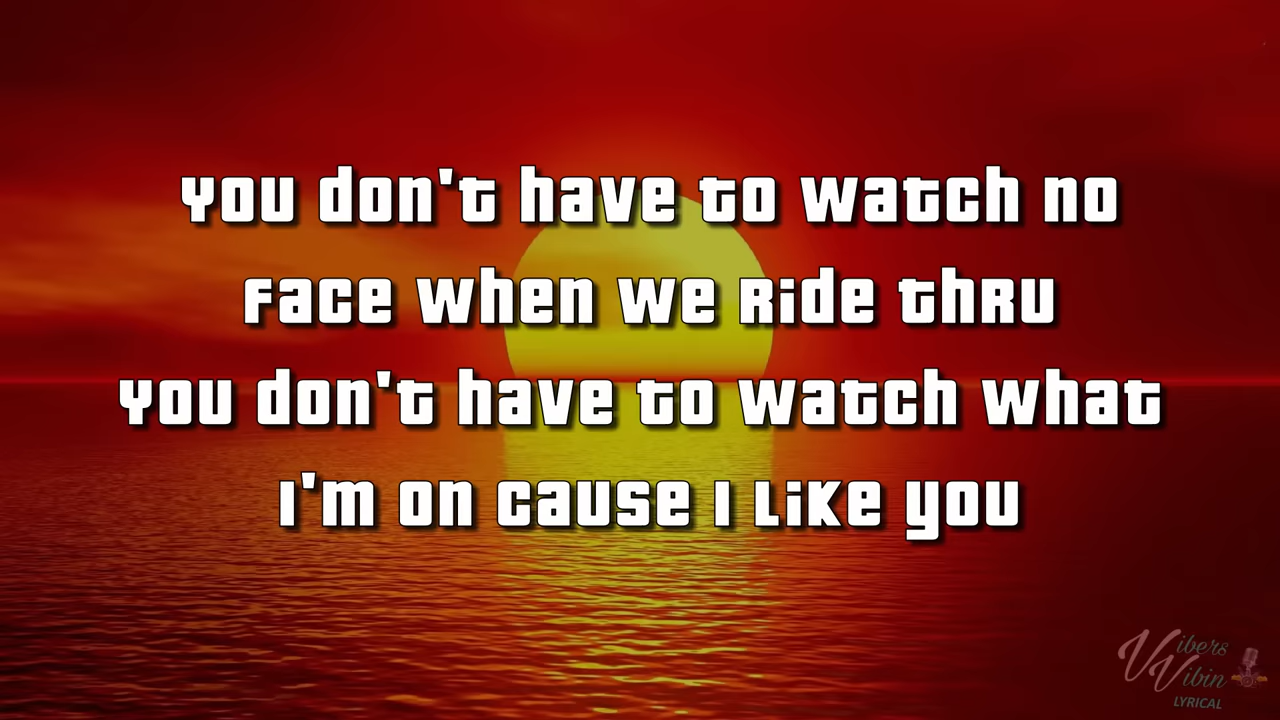 You don't have to watch no
face when we ride thru
You don't have to watch what
I'm on cause I like you
Vibers
Vibin
LYRICAL